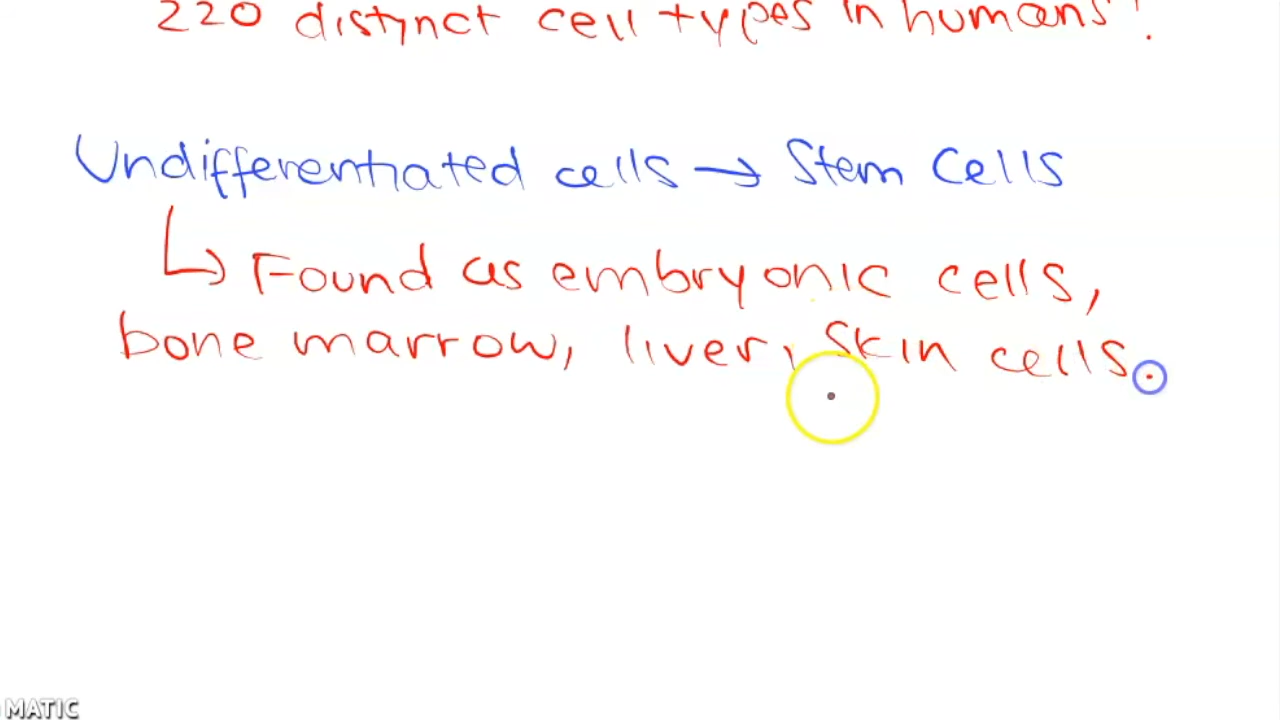 220 distinct cell types in humans!
Undifferentiated cells → Stem Cells
↳ Found as embryonic cells,
bone marrow, liver, skin cells.
MATIC